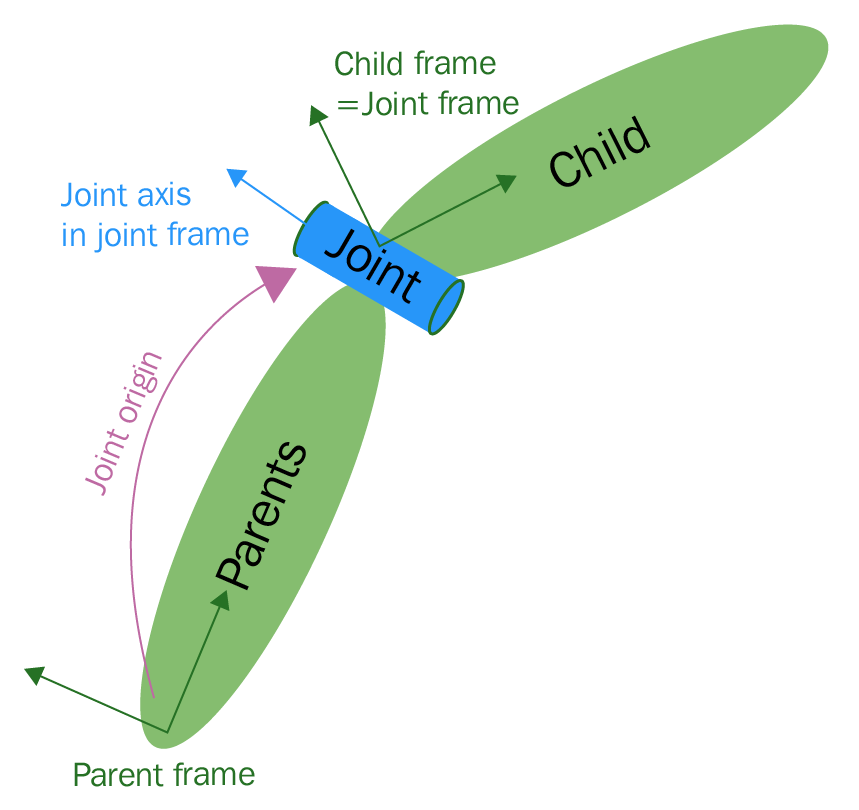 Child frame
=Joint frame
Child
Joint axis
in joint frame
Joint
Joint origin
Parents
Parent frame